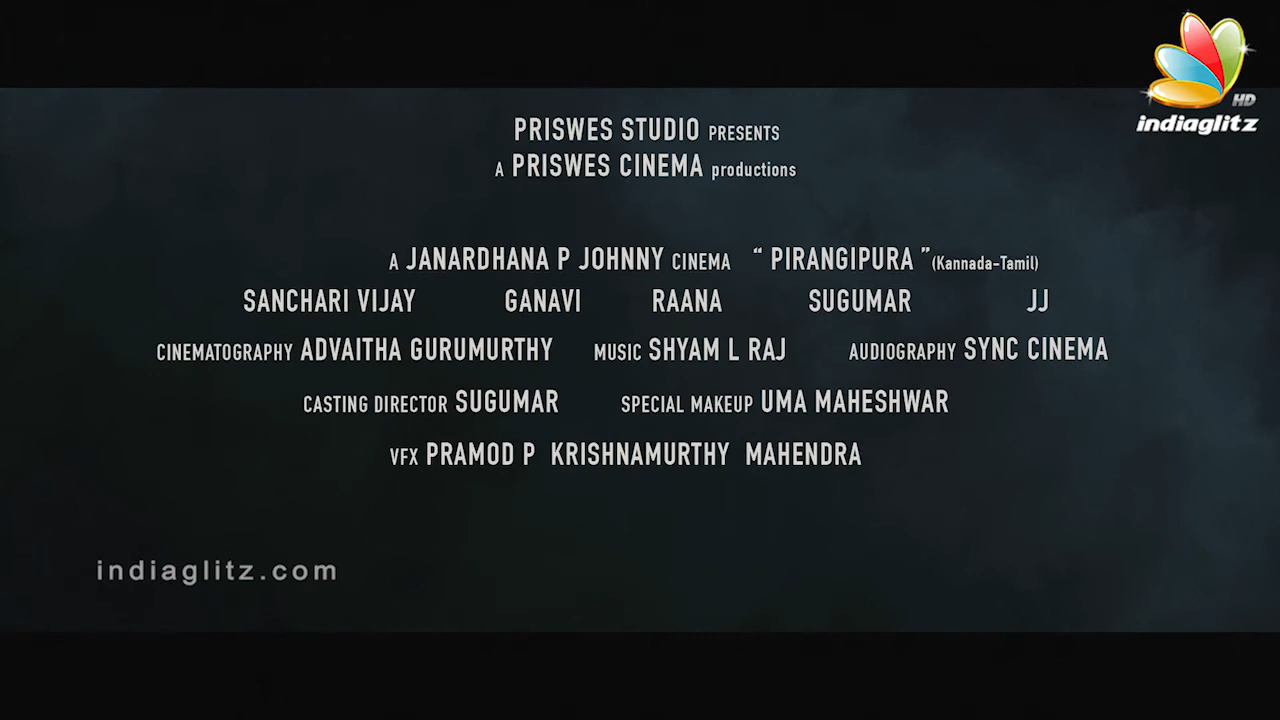 HD
indiaglitz
PRISWES STUDIO PRESENTS
A PRISWES CINEMA productions
A JANARDHANA P JOHNNY CINEMA “ PIRANGIPURA ” (Kannada-Tamil)
SANCHARI VIJAY GANAVI RAANA SUGUMAR JJ
CINEMATOGRAPHY ADVAITHA GURUMURTHY MUSIC SHYAM L RAJ AUDIOGRAPHY SYNC CINEMA
CASTING DIRECTOR SUGUMAR SPECIAL MAKEUP UMA MAHESHWAR
VFX PRAMOD P KRISHNAMURTHY MAHENDRA
indiaglitz.com